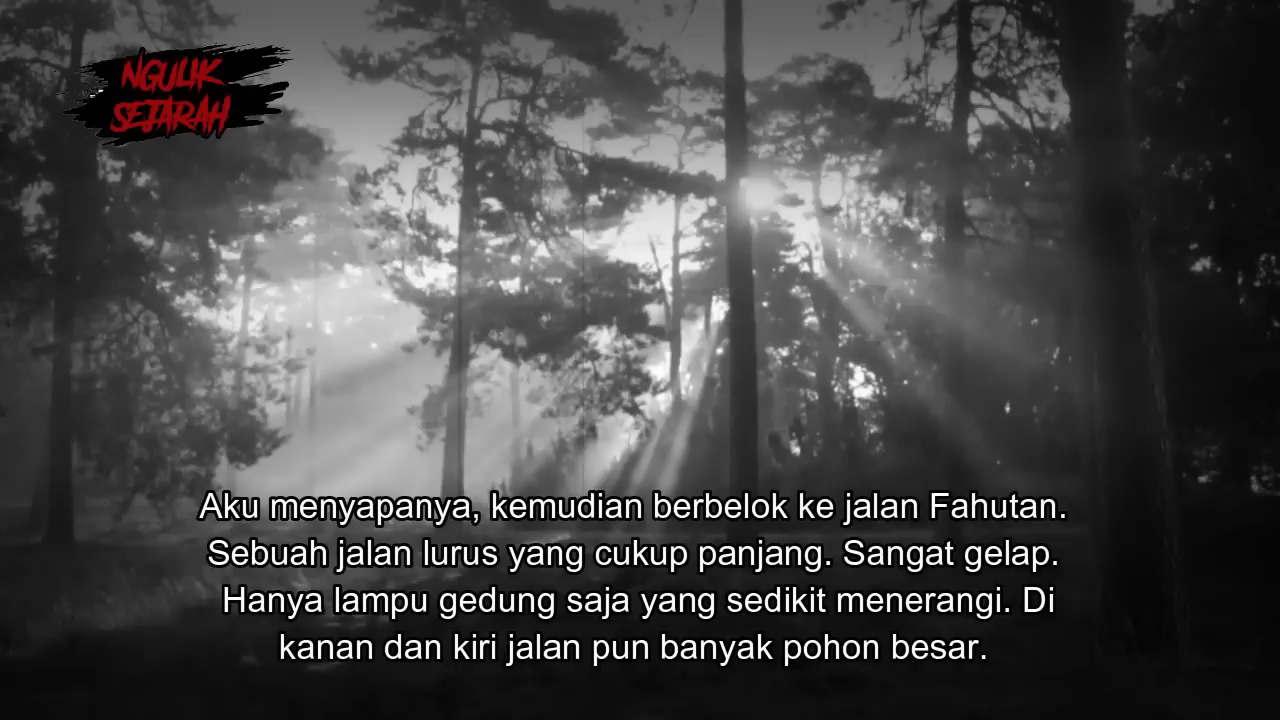 NGULIK
SEJARAH
Aku menyapanya, kemudian berbelok ke jalan Fahutan.
Sebuah jalan lurus yang cukup panjang. Sangat gelap.
Hanya lampu gedung saja yang sedikit menerangi. Di
kanan dan kiri jalan pun banyak pohon besar.